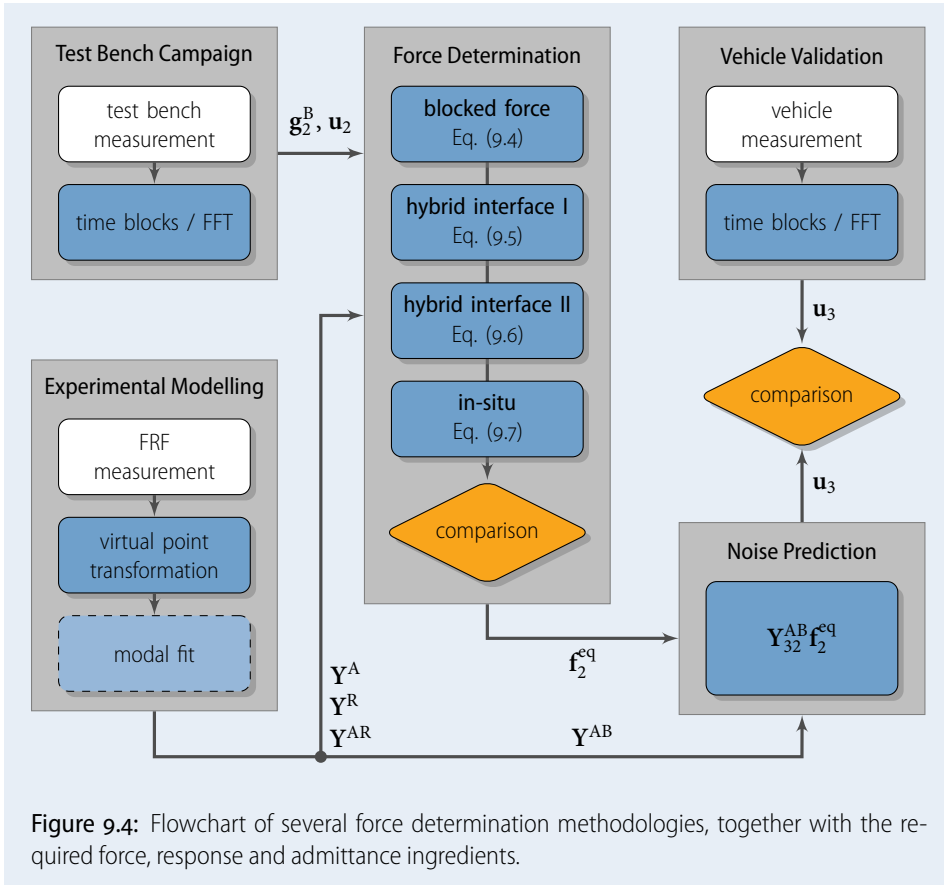 Test Bench Campaign
test bench
measurement
time blocks / FFT
g₂ᴮ, u₂
Force Determination
blocked force
Eq. (9.4)
hybrid interface I
Eq. (9.5)
hybrid interface II
Eq. (9.6)
in-situ
Eq. (9.7)
comparison
Vehicle Validation
vehicle
measurement
time blocks / FFT
u₃
comparison
u₃
Experimental Modelling
FRF
measurement
virtual point
transformation
modal fit
Yᴬ
Yᴿ
Yᴬᴿ
Yᴬᴮ
f₂ᵉq
Noise Prediction
Y₃₂ᴬᴮf₂ᵉq
Figure 9.4: Flowchart of several force determination methodologies, together with the re-
quired force, response and admittance ingredients.